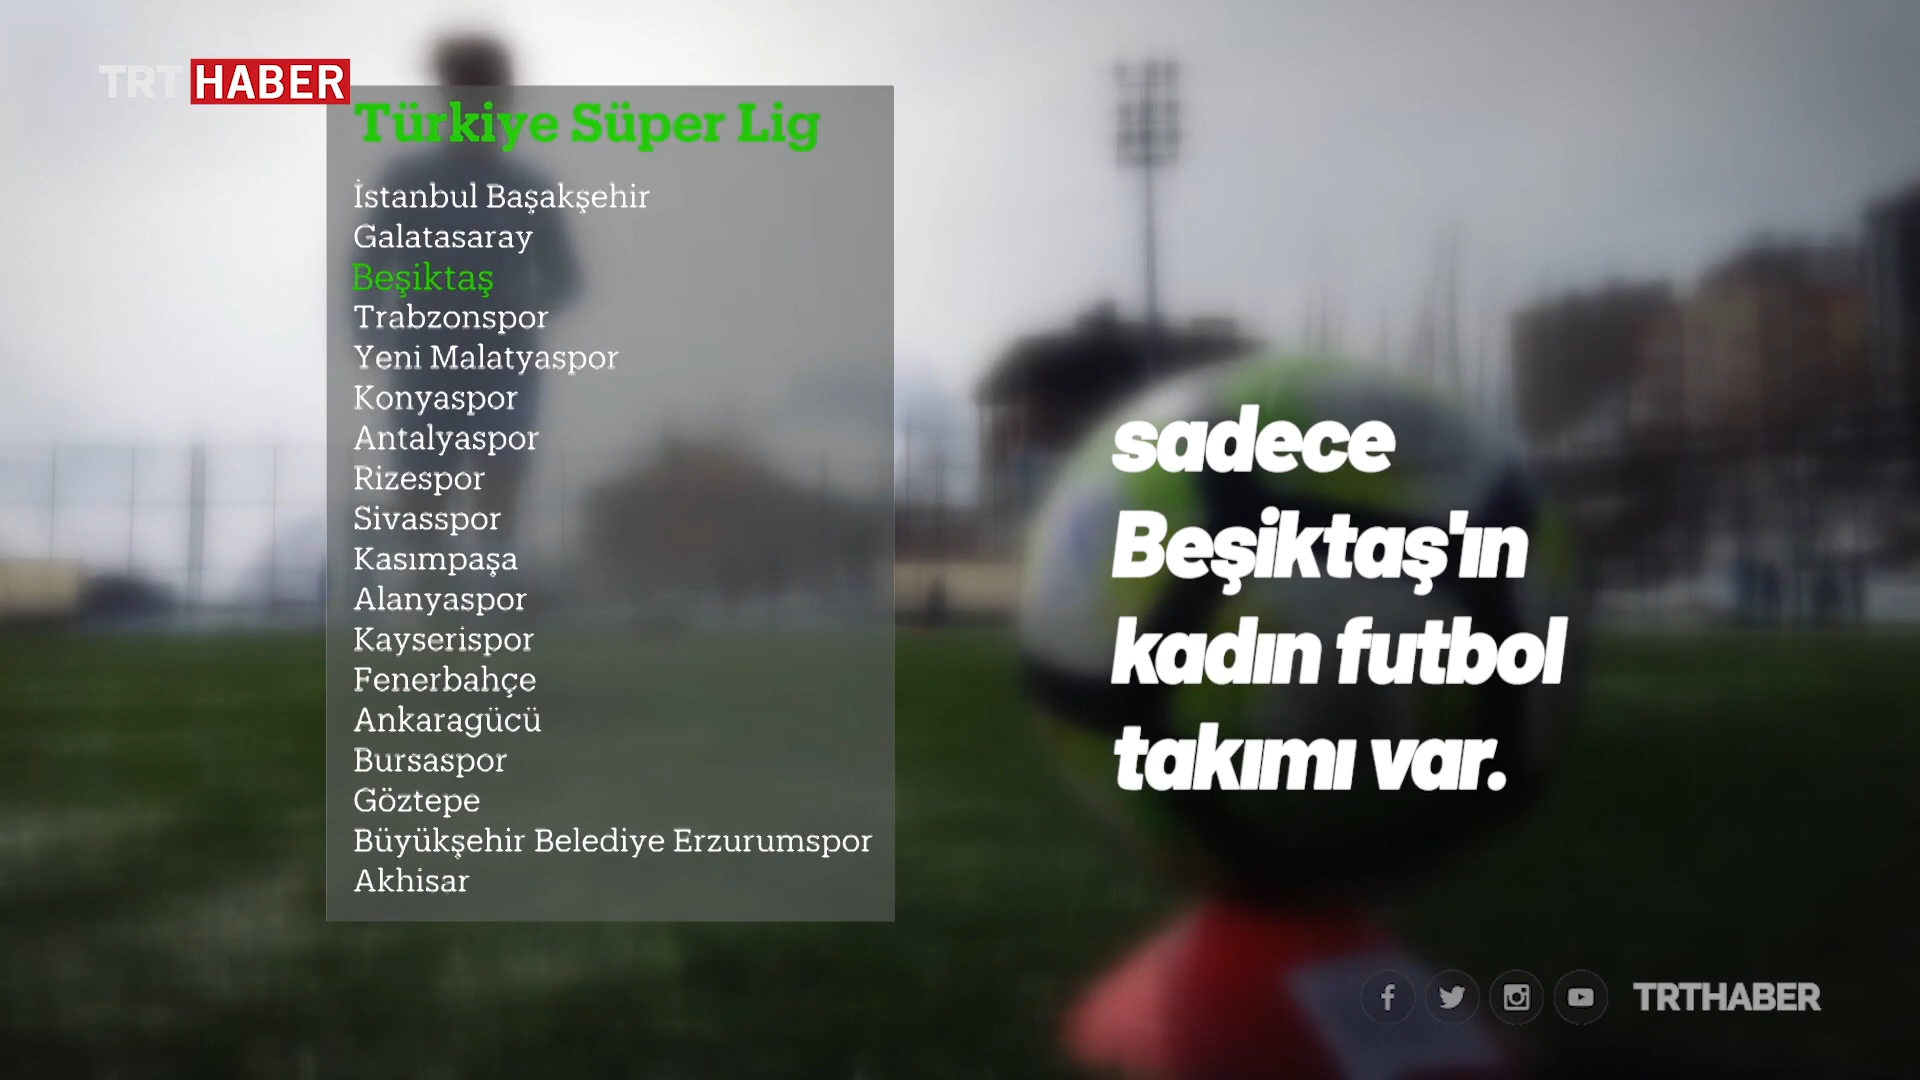 TRT HABER
Türkiye Süper Lig
İstanbul Başakşehir
Galatasaray
Beşiktaş
Trabzonspor
Yeni Malatyaspor
Konyaspor
Antalyaspor
Rizespor
Sivasspor
Kasımpaşa
Alanyaspor
Kayserispor
Fenerbahçe
Ankaragücü
Bursaspor
Göztepe
Büyükşehir Belediye Erzurumspor
Akhisar
sadece
Beşiktaş'ın
kadın futbol
takımı var.
TRTHABER